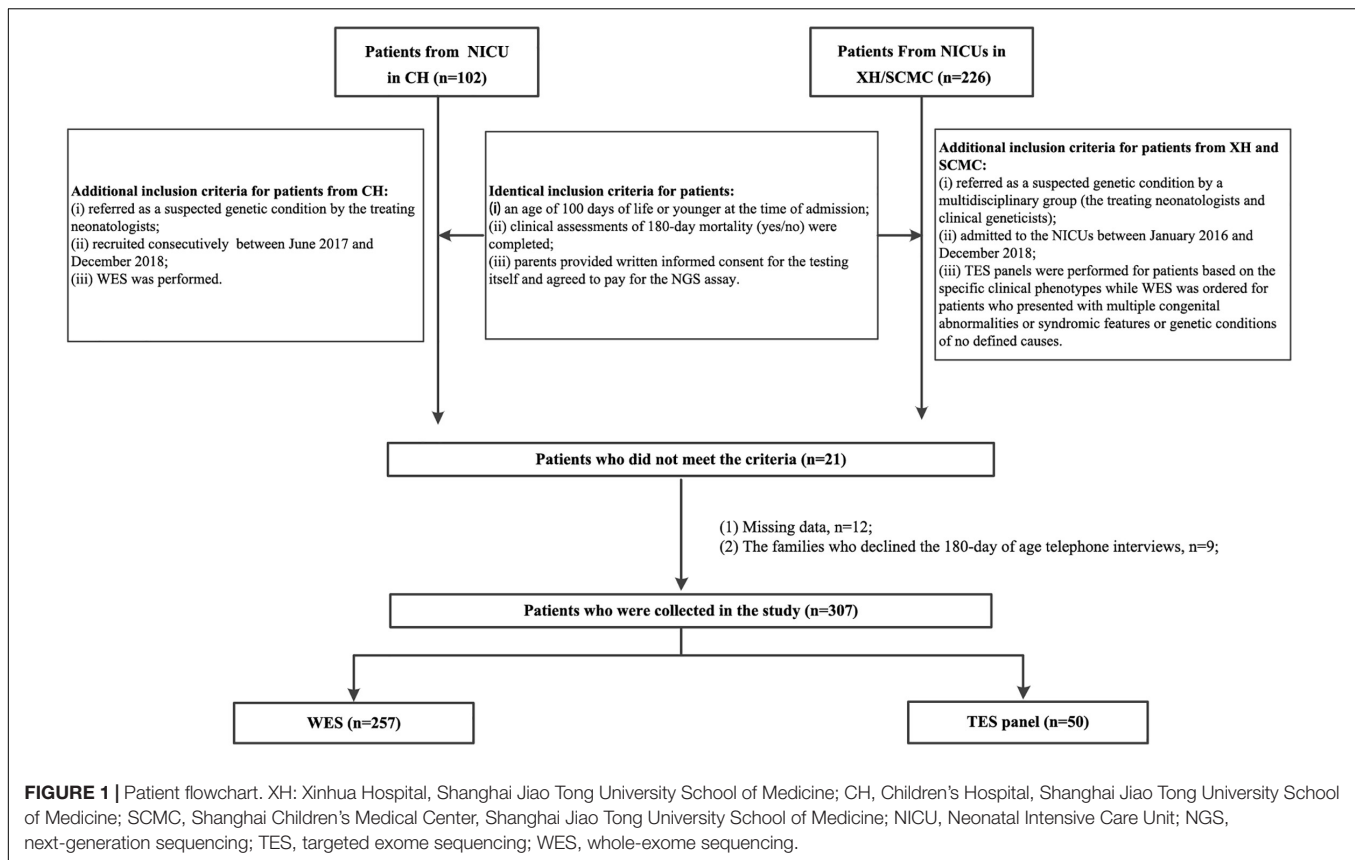 Patients from NICU
in CH (n=102)
Patients From NICUs in
XH/SCMC (n=226)
Additional inclusion criteria for patients from CH:
(i) referred as a suspected genetic condition by the treating
neonatologists;
(ii) recruited consecutively between June 2017 and
December 2018;
(iii) WES was performed.
Identical inclusion criteria for patients:
(i) an age of 100 days of life or younger at the time of admission;
(ii) clinical assessments of 180-day mortality (yes/no) were
completed;
(iii) parents provided written informed consent for the testing
itself and agreed to pay for the NGS assay.
Additional inclusion criteria for patients from XH and
SCMC:
(i) referred as a suspected genetic condition by a
multidisciplinary group (the treating neonatologists and
clinical geneticists);
(ii) admitted to the NICUs between January 2016 and
December 2018;
(iii) TES panels were performed for patients based on the
specific clinical phenotypes while WES was ordered for
patients who presented with multiple congenital
abnormalities or syndromic features or genetic conditions
of no defined causes.
Patients who did not meet the criteria (n=21)
(1) Missing data, n=12;
(2) The families who declined the 180-day of age telephone interviews, n=9;
Patients who were collected in the study (n=307)
WES (n=257)
TES panel (n=50)
FIGURE 1 | Patient flowchart. XH: Xinhua Hospital, Shanghai Jiao Tong University School of Medicine; CH, Children's Hospital, Shanghai Jiao Tong University School
of Medicine; SCMC, Shanghai Children's Medical Center, Shanghai Jiao Tong University School of Medicine; NICU, Neonatal Intensive Care Unit; NGS,
next-generation sequencing; TES, targeted exome sequencing; WES, whole-exome sequencing.